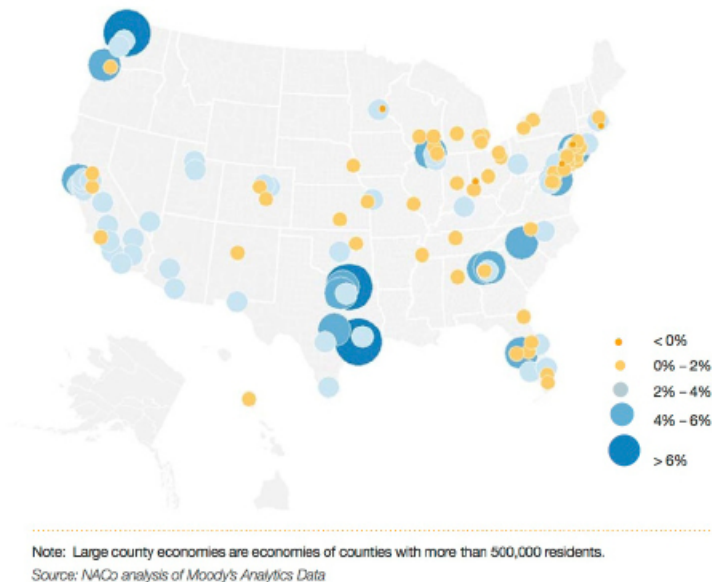 < 0%
0% – 2%
2% – 4%
4% – 6%
> 6%
Note: Large county economies are economies of counties with more than 500,000 residents.
Source: NACo analysis of Moody's Analytics Data